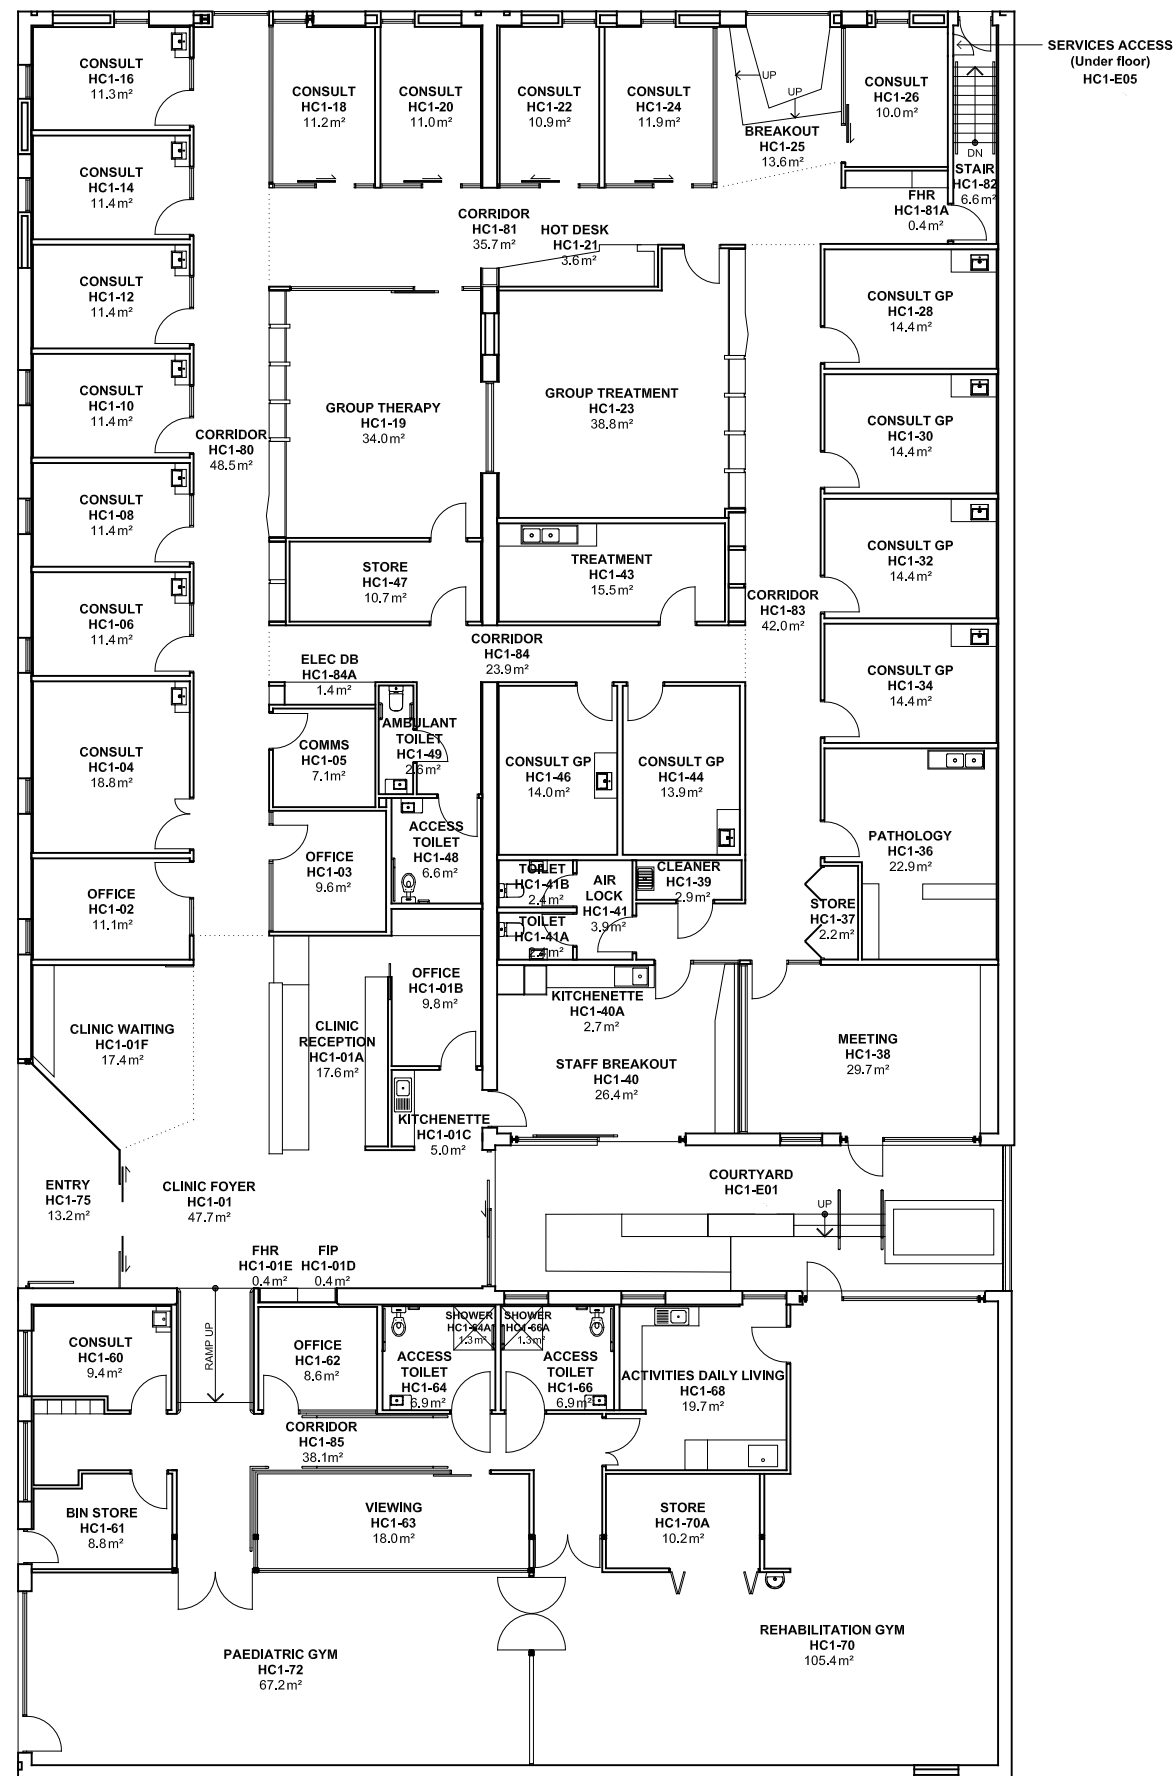 SERVICES ACCESS
(Under floor)
HC1-E05
CONSULT
HC1-16
11.3m²
CONSULT
HC1-18
11.2m²
CONSULT
HC1-20
11.0m²
CONSULT
HC1-22
10.9m²
CONSULT
HC1-24
11.9m²
UP
UP
BREAKOUT
HC1-25
13.6m²
CONSULT
HC1-26
10.0m²
DN
STAIR
HC1-82
6.6m²
CONSULT
HC1-14
11.4m²
FHR
HC1-81A
0.4m²
CORRIDOR
HC1-81
35.7m²
HOT DESK
HC1-21
3.6m²
CONSULT
HC1-12
11.4m²
CONSULT GP
HC1-28
14.4m²
CONSULT
HC1-10
11.4m²
CORRIDOR
HC1-80
48.5m²
GROUP THERAPY
HC1-19
34.0m²
GROUP TREATMENT
HC1-23
38.8m²
CONSULT GP
HC1-30
14.4m²
CONSULT
HC1-08
11.4m²
CONSULT GP
HC1-32
14.4m²
STORE
HC1-47
10.7m²
TREATMENT
HC1-43
15.5m²
CORRIDOR
HC1-83
42.0m²
CONSULT
HC1-06
11.4m²
CORRIDOR
HC1-84
23.9m²
ELEC DB
HC1-84A
1.4m²
CONSULT GP
HC1-34
14.4m²
CONSULT
HC1-04
18.8m²
COMMS
HC1-05
7.1m²
AMBULANT
TOILET
HC1-49
2.6m²
CONSULT GP
HC1-46
14.0m²
CONSULT GP
HC1-44
13.9m²
ACCESS
TOILET
HC1-48
6.6m²
PATHOLOGY
HC1-36
22.9m²
OFFICE
HC1-03
9.6m²
OFFICE
HC1-02
11.1m²
TOILET
HC1-41B
2.4m²
AIR
LOCK
HC1-41
3.9m²
CLEANER
HC1-39
2.9m²
STORE
HC1-37
2.2m²
TOILET
HC1-41A
OFFICE
HC1-01B
9.8m²
KITCHENETTE
HC1-40A
2.7m²
CLINIC WAITING
HC1-01F
17.4m²
CLINIC
RECEPTION
HC1-01A
17.6m²
STAFF BREAKOUT
HC1-40
26.4m²
MEETING
HC1-38
29.7m²
KITCHENETTE
HC1-01C
5.0m²
COURTYARD
HC1-E01
UP
ENTRY
HC1-75
13.2m²
CLINIC FOYER
HC1-01
47.7m²
FHR
HC1-01E
0.4m²
FIP
HC1-01D
0.4m²
RAMP UP
CONSULT
HC1-60
9.4m²
OFFICE
HC1-62
8.6m²
SHOWER
HC1-64A
1.3m²
SHOWER
HC1-66A
1.3m²
ACCESS
TOILET
HC1-64
6.9m²
ACCESS
TOILET
HC1-66
6.9m²
ACTIVITIES DAILY LIVING
HC1-68
19.7m²
CORRIDOR
HC1-85
38.1m²
BIN STORE
HC1-61
8.8m²
VIEWING
HC1-63
18.0m²
STORE
HC1-70A
10.2m²
PAEDIATRIC GYM
HC1-72
67.2m²
REHABILITATION GYM
HC1-70
105.4m²